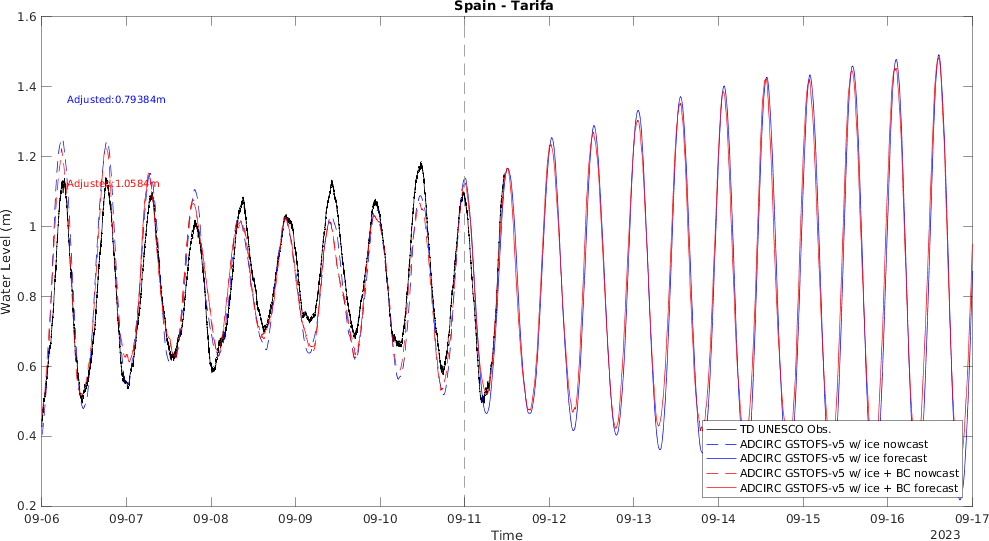 Spain - Tarifa
1.6
1.4
1.2
1
0.8
0.6
0.4
0.2
Water Level (m)
Adjusted:0.79384m
Adjusted:1.0584m
TD UNESCO Obs.
ADCIRC GSTOFS-v5 w/ ice nowcast
ADCIRC GSTOFS-v5 w/ ice forecast
ADCIRC GSTOFS-v5 w/ ice + BC nowcast
ADCIRC GSTOFS-v5 w/ ice + BC forecast
09-06 09-07 09-08 09-09 09-10 09-11 09-12 09-13 09-14 09-15 09-16 09-17
Time
2023